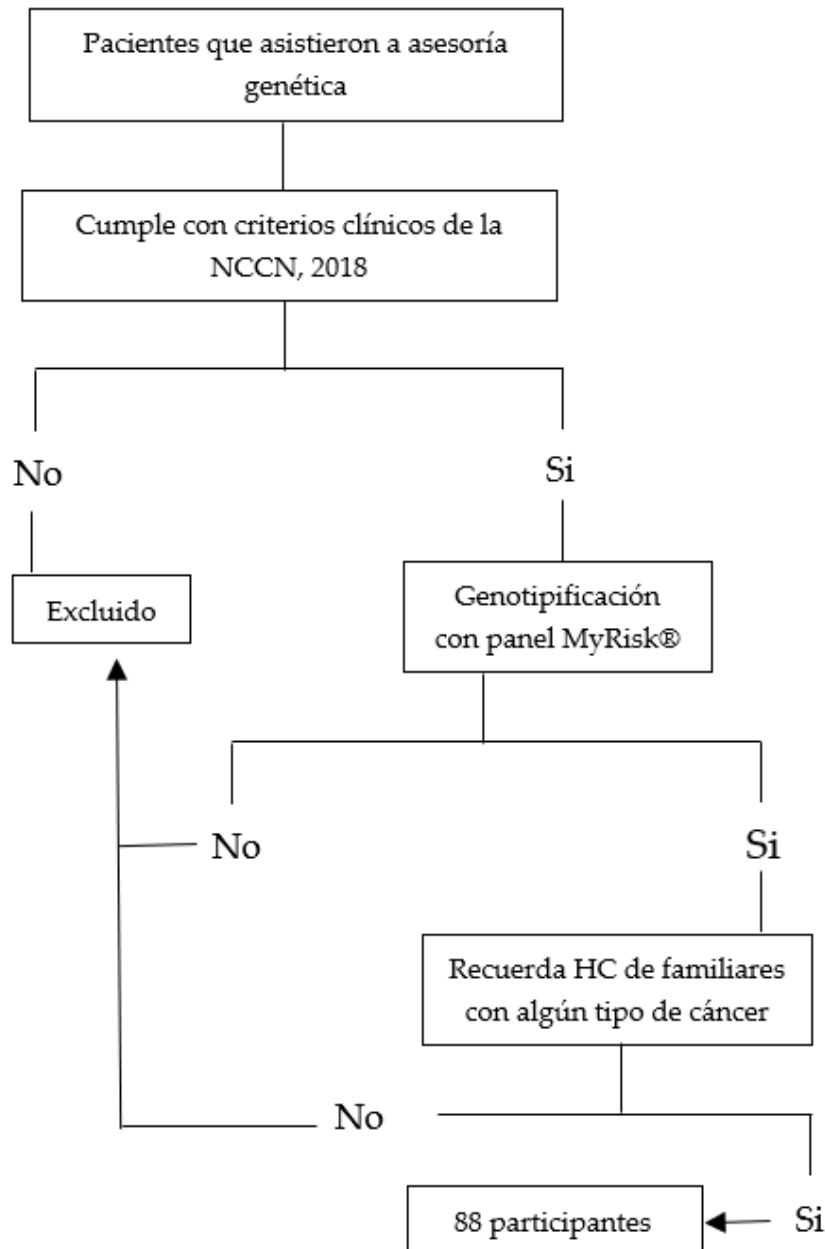 Pacientes que asistieron a asesoría
genética
Cumple con criterios clínicos de la
NCCN, 2018
No
Si
Excluido
Genotipificación
con panel MyRisk®
No
Si
Recuerda HC de familiares
con algún tipo de cáncer
No
88 participantes
Si